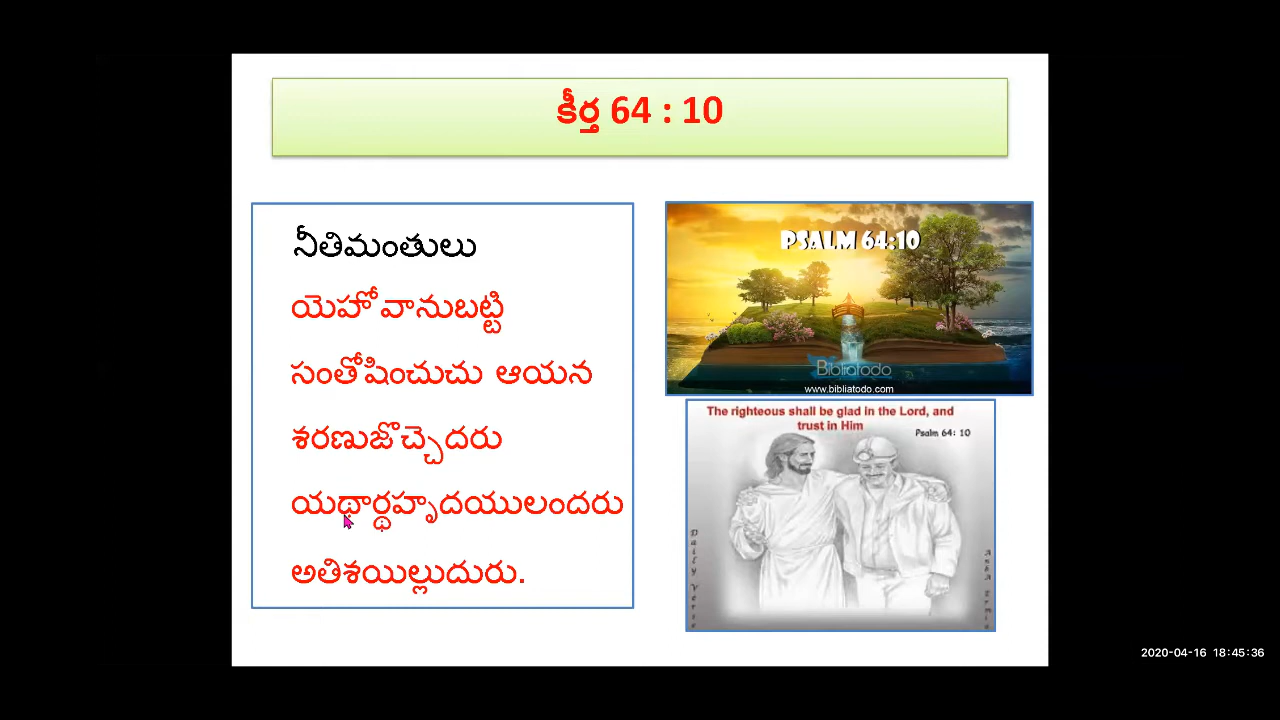 కీర్త 64 : 10
నీతిమంతులు
యెహోవానుబట్టి
సంతోషించుచు ఆయన
శరణుజొచ్చెదరు
యథార్థహృదయులందరు
అతిశయిల్లుదురు.
PSALM 64:10
Bibliatodo
www.bibliatodo.com
The righteous shall be glad in the Lord, and
trust in Him
Psalm 64: 10
Daily Verse
2020-04-16 18:45:36